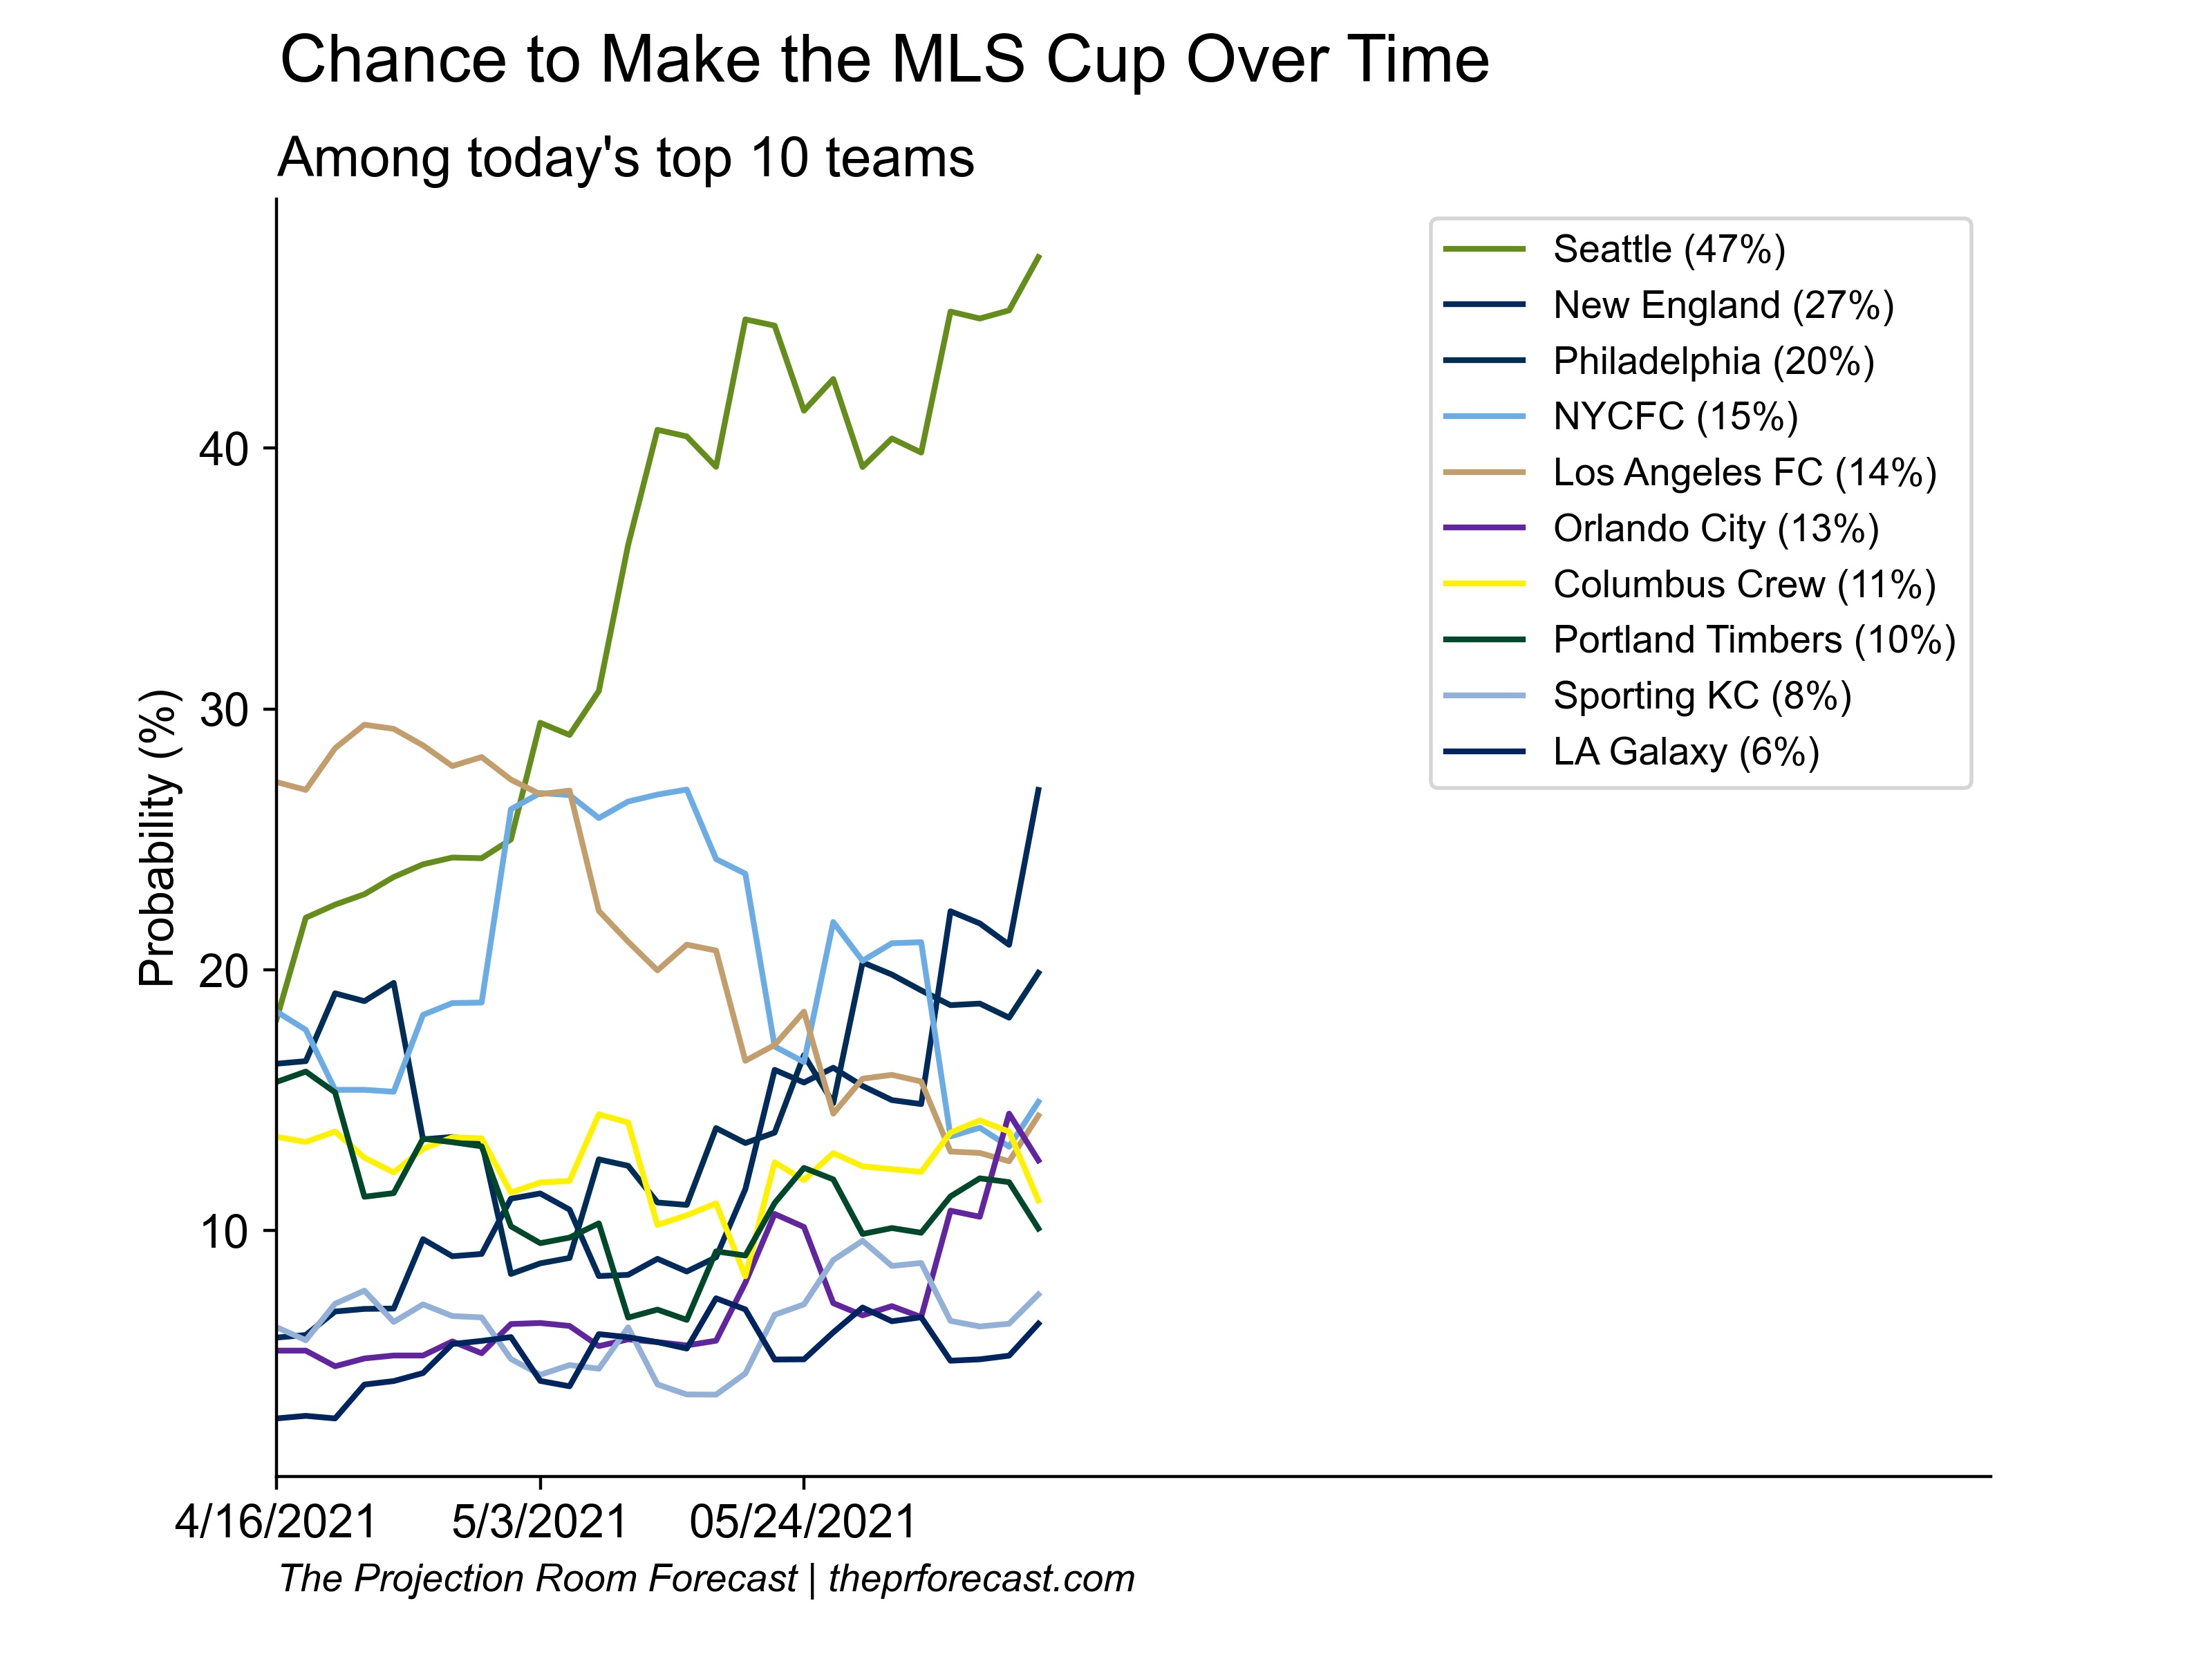 Chance to Make the MLS Cup Over Time
Among today's top 10 teams
Seattle (47%)
New England (27%)
Philadelphia (20%)
NYCFC (15%)
Los Angeles FC (14%)
Orlando City (13%)
Columbus Crew (11%)
Portland Timbers (10%)
Sporting KC (8%)
LA Galaxy (6%)
Probability (%)
40
30
20
10
4/16/2021 5/3/2021 05/24/2021
The Projection Room Forecast | theprforecast.com